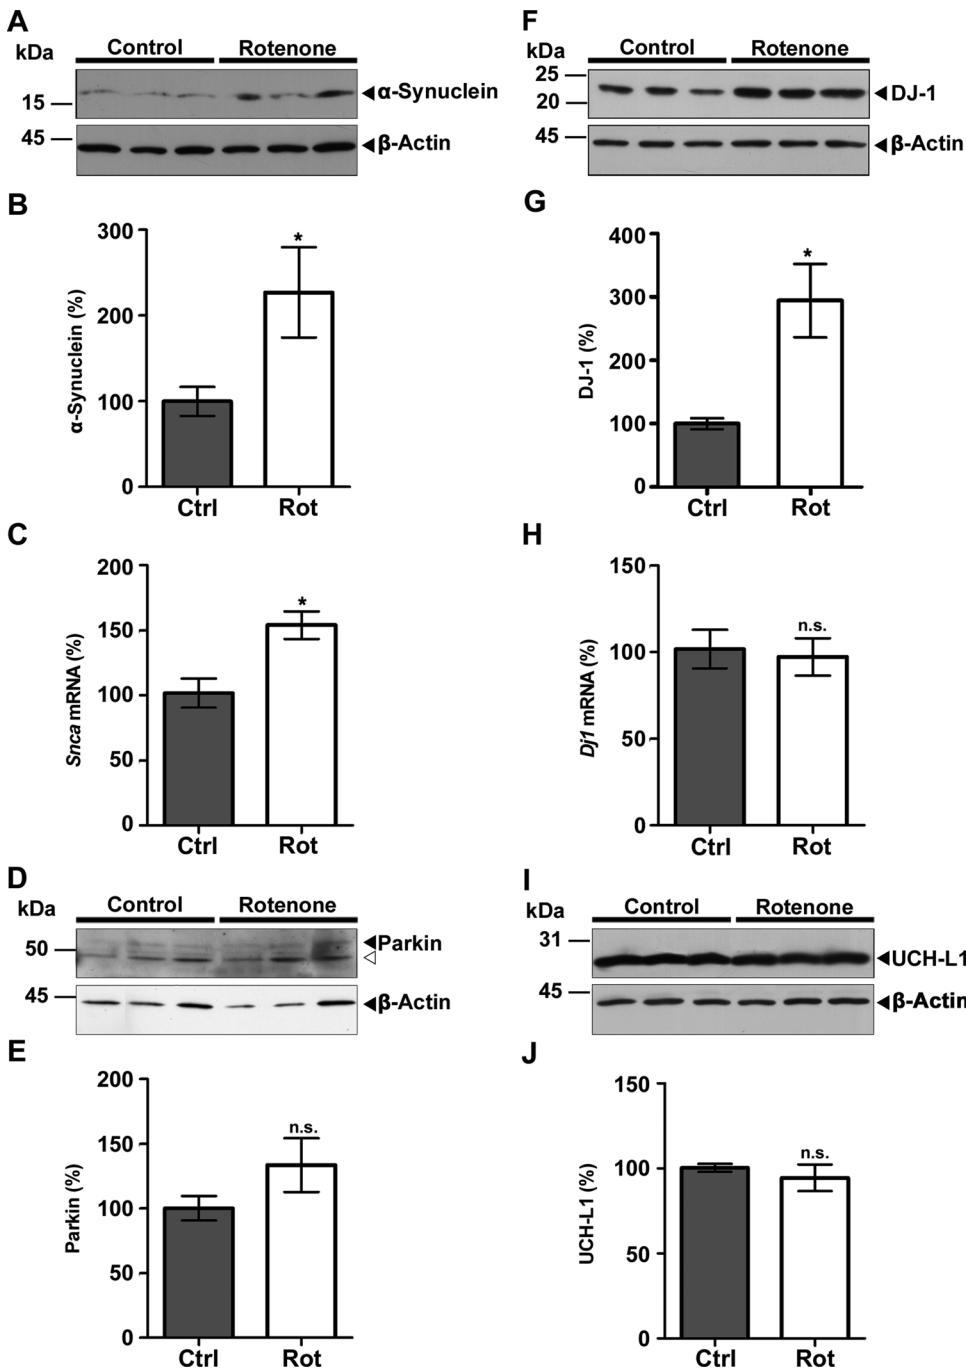 A
kDa
Control Rotenone
15
α-Synuclein
45
β-Actin
B
α-Synuclein (%)
300
200
100
0
*
Ctrl Rot
C
Snca mRNA (%)
200
150
100
50
0
*
Ctrl Rot
D
kDa
Control Rotenone
50
Parkin
45
β-Actin
E
Parkin (%)
200
150
100
50
0
n.s.
Ctrl Rot
F
kDa
Control Rotenone
25
20
DJ-1
45
β-Actin
G
DJ-1 (%)
400
300
200
100
0
*
Ctrl Rot
H
Dj1 mRNA (%)
150
100
50
0
n.s.
Ctrl Rot
I
kDa
Control Rotenone
31
UCH-L1
45
β-Actin
J
UCH-L1 (%)
150
100
50
0
n.s.
Ctrl Rot